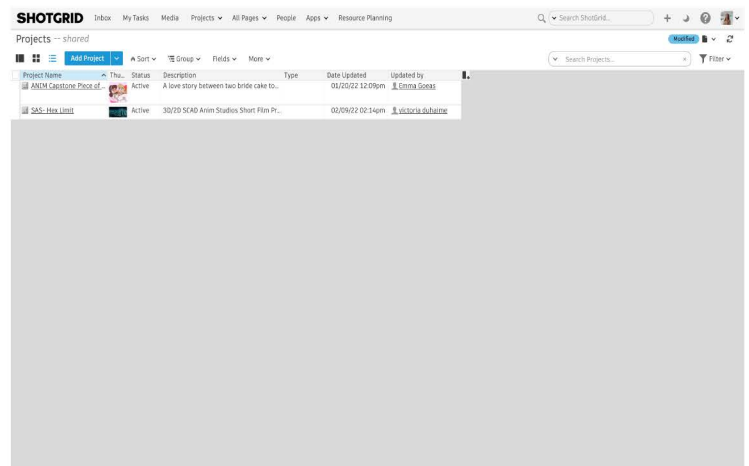 SHOTGRID Inbox My Tasks Media Projects All Pages People Apps Resource Planning Search ShotGrid...
Projects -- shared Modified
Add Project Sort Group Fields More Search Projects... Filter
Project Name Thu... Status Description Type Date Updated Updated by
ANIM Capstone Piece of ... Active A love story between two bride cake to... 01/20/22 12:09pm Emma Goeas
SAS- Hex Limit Active 3D/2D SCAD Anim Studios Short Film Pr... 02/09/22 02:14pm victoria duhaime